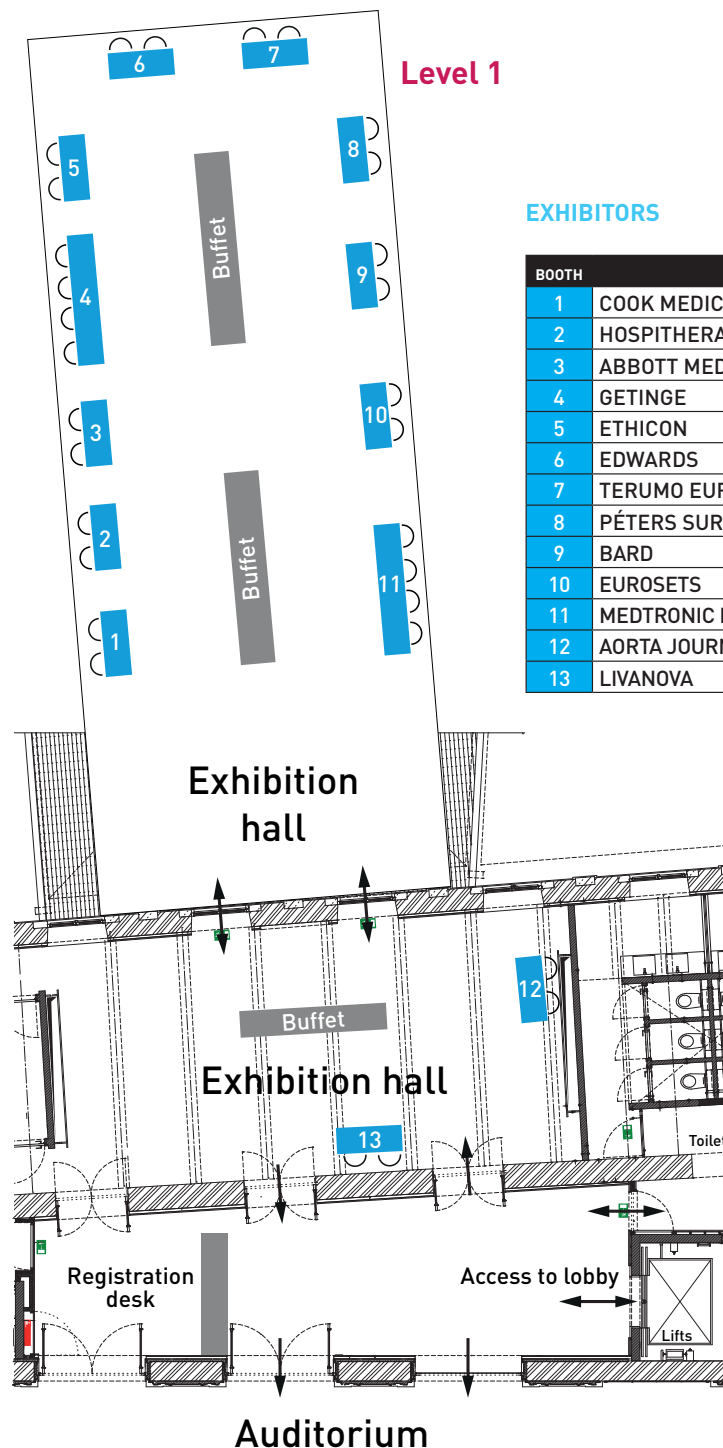 Level 1
6
7
5
8
4
9
3
10
2
11
1
Buffet
Buffet
EXHIBITORS
BOOTH
1 COOK MEDIC
2 HOSPITHERA
3 ABBOTT MED
4 GETINGE
5 ETHICON
6 EDWARDS
7 TERUMO EUR
8 PÉTERS SUR
9 BARD
10 EUROSETS
11 MEDTRONIC
12 AORTA JOURN
13 LIVANOVA
Exhibition
hall
12
Buffet
Exhibition hall
13
Toilet
Registration
desk
Access to lobby
Lifts
Auditorium